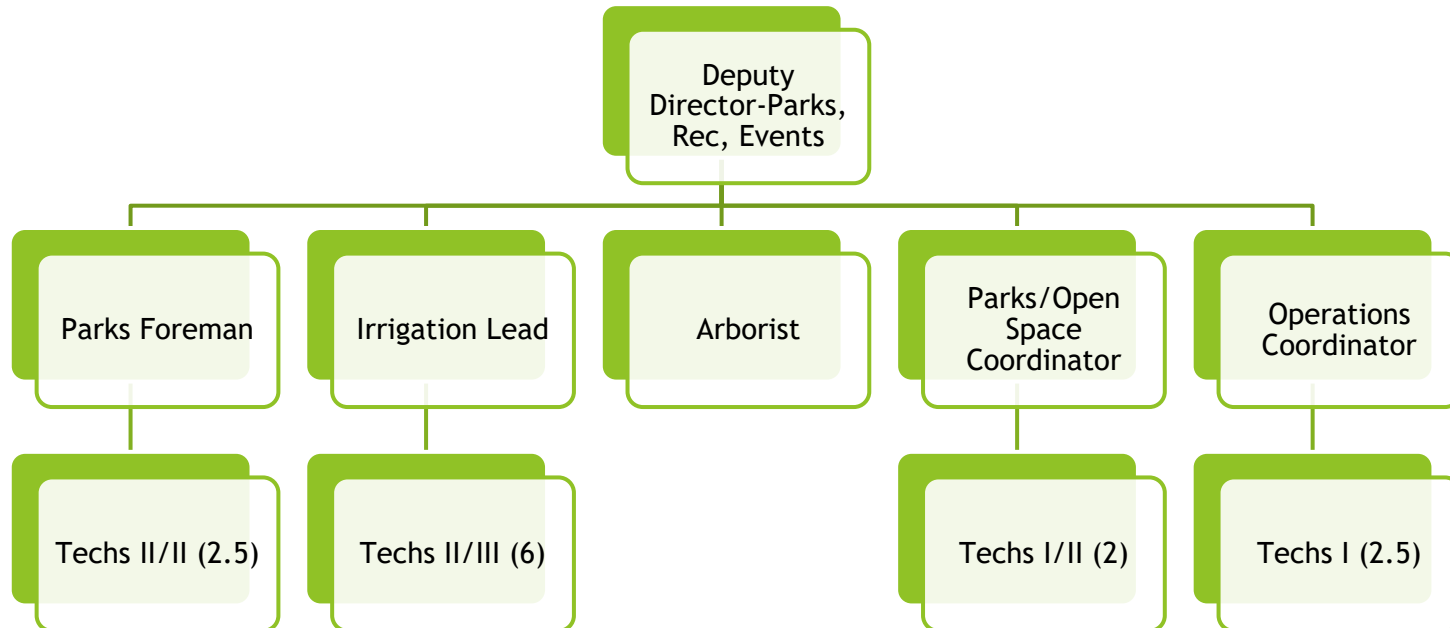 Deputy
Director-Parks,
Rec, Events
Parks Foreman
Irrigation Lead
Arborist
Parks/Open
Space
Coordinator
Operations
Coordinator
Techs II/II (2.5)
Techs II/III (6)
Techs I/II (2)
Techs I (2.5)